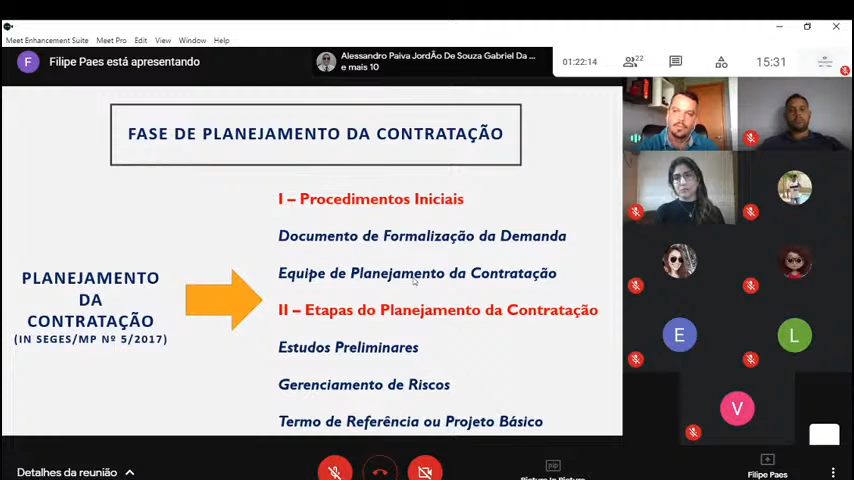 Meet Enhancement Suite Meet Pro Edit View Window Help
F Filipe Paes está apresentando
Alessandro Paiva JordÃo De Souza Gabriel Da ...
e mais 10
01:22:14
22
15:31
FASE DE PLANEJAMENTO DA CONTRATAÇÃO
I – Procedimentos Iniciais
Documento de Formalização da Demanda
Equipe de Planejamento da Contratação
PLANEJAMENTO
DA
CONTRATAÇÃO
(IN SEGES/MP Nº 5/2017)
II – Etapas do Planejamento da Contratação
Estudos Preliminares
Gerenciamento de Riscos
Termo de Referência ou Projeto Básico
E
L
V
Detalhes da reunião
Picture In Picture
Filipe Paes